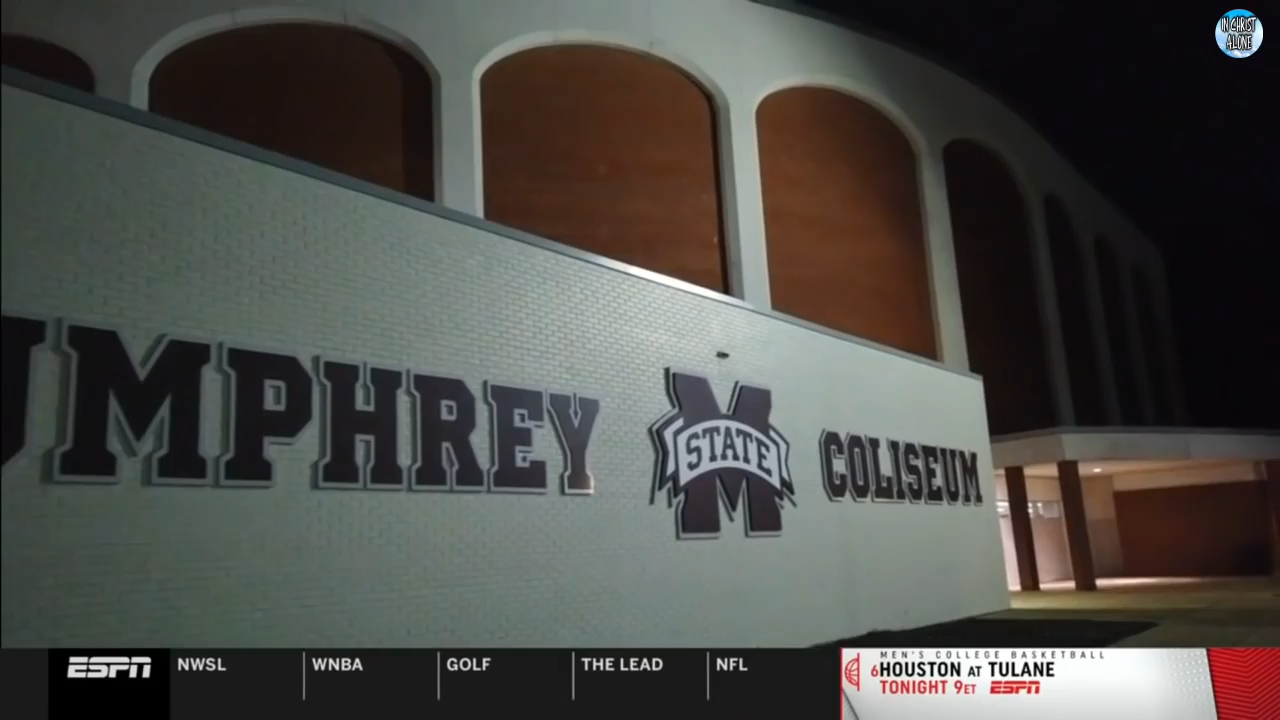 IN CHRIST
ALONE
UMPHREY M STATE COLISEUM
ESPN NWSL WNBA GOLF THE LEAD NFL
MEN'S COLLEGE BASKETBALL
6 HOUSTON AT TULANE
TONIGHT 9ET ESPN